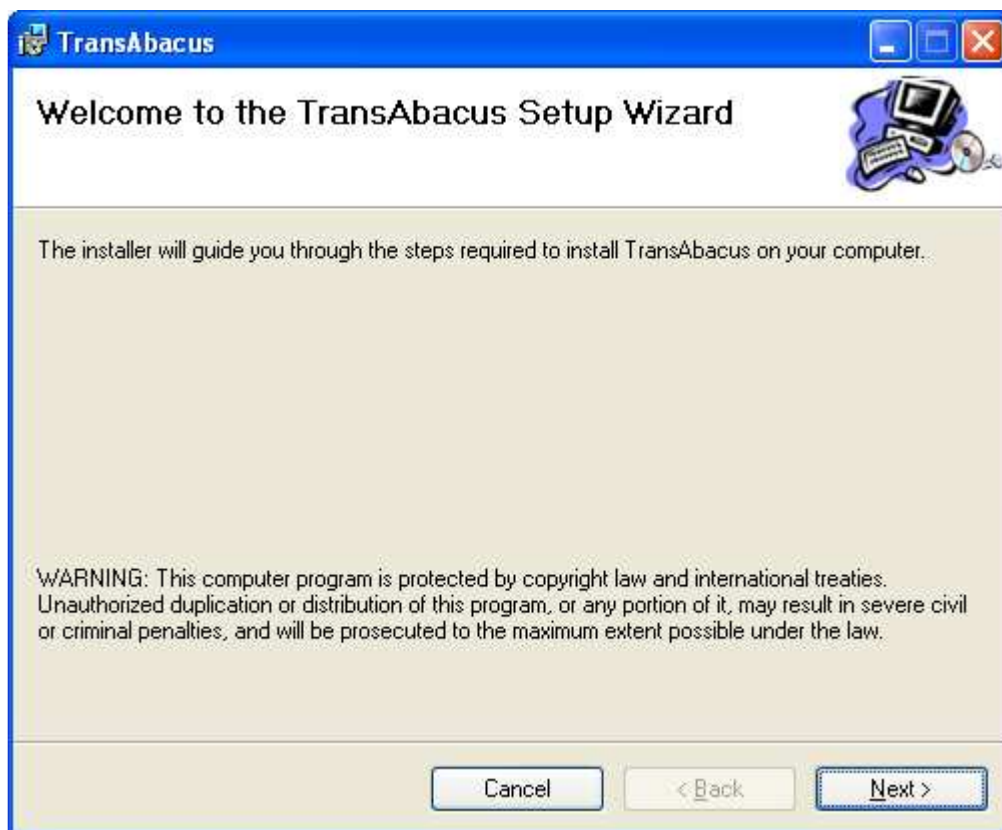 TransAbacus
Welcome to the TransAbacus Setup Wizard
The installer will guide you through the steps required to install TransAbacus on your computer.
WARNING: This computer program is protected by copyright law and international treaties.
Unauthorized duplication or distribution of this program, or any portion of it, may result in severe civil
or criminal penalties, and will be prosecuted to the maximum extent possible under the law.
Cancel < Back Next >